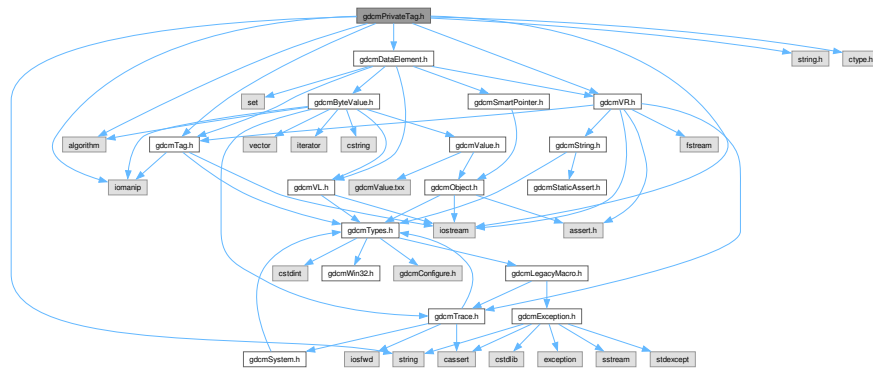 gdcmPrivateTag.h
gdcmDataElement.h
string.h
ctype.h
set
gdcmByteValue.h
gdcmSmartPointer.h
gdcmVR.h
algorithm
gdcmTag.h
vector
iterator
cstring
gdcmValue.h
gdcmString.h
fstream
iomanip
gdcmVL.h
gdcmValue.txx
gdcmObject.h
gdcmStaticAssert.h
gdcmTypes.h
iostream
assert.h
cstdint
gdcmWin32.h
gdcmConfigure.h
gdcmLegacyMacro.h
gdcmTrace.h
gdcmException.h
gdcmSystem.h
iosfwd
string
cassert
cstdlib
exception
sstream
stdexcept